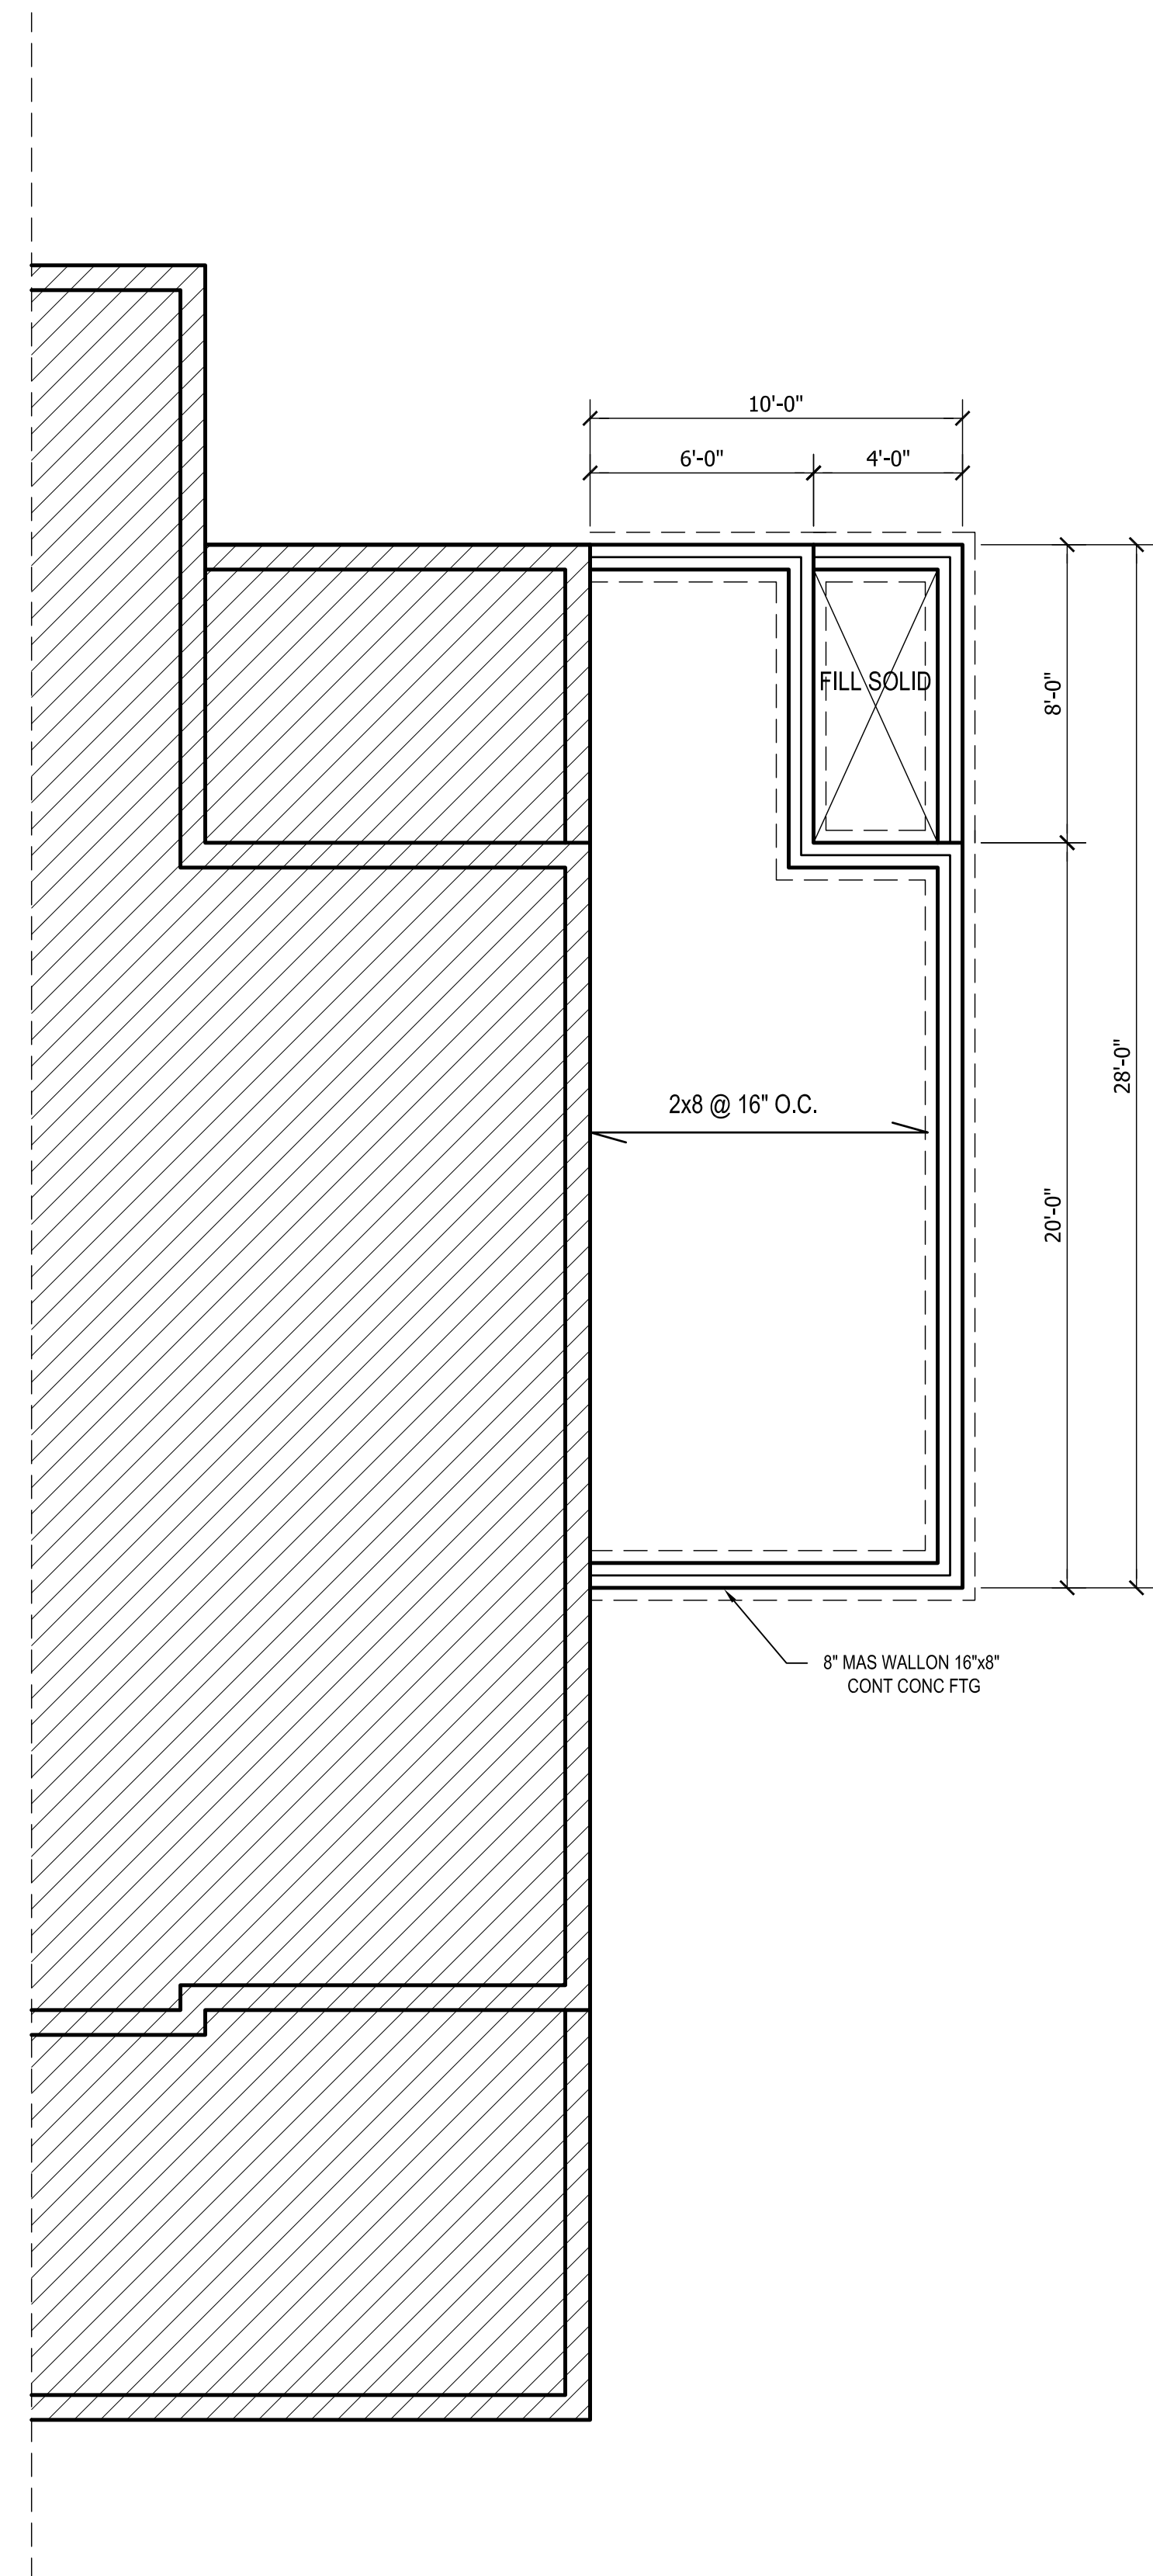 10'-0"
6'-0"
4'-0"
FILL SOLID
8'-0"
28'-0"
2x8 @ 16" O.C.
20'-0"
8" MAS WALLON 16"x8"
CONT CONC FTG